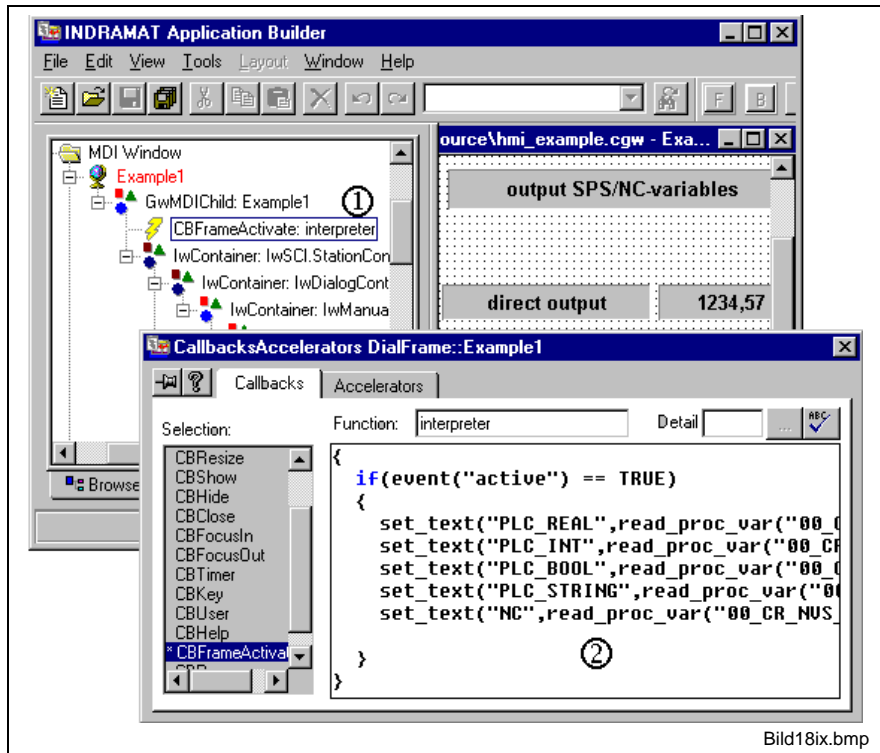 INDRAMAT Application Builder
File Edit View Tools Layout Window Help
F B
MDI Window
Example1
GwMDIChild: Example1 ①
CBFrameActivate: interpreter
IwContainer: IwSCI.StationCon
IwContainer: IwDialogCont
IwContainer: IwManua
Browse
ource\hmi_example.cgw - Exa...
output SPS/NC-variables
direct output 1234,57
CallbacksAccelerators DialFrame::Example1
Callbacks Accelerators
Selection: Function: interpreter Detail ... ABC
CBResize
CBShow
CBHide
CBClose
CBFocusIn
CBFocusOut
CBTimer
CBKey
CBUser
CBHelp
* CBFrameActivat
{
if(event("active") == TRUE)
{
set_text("PLC_REAL",read_proc_var("00_C
set_text("PLC_INT",read_proc_var("00_CR
set_text("PLC_BOOL",read_proc_var("00_C
set_text("PLC_STRING",read_proc_var("00
set_text("NC",read_proc_var("00_CR_NVS_
} ②
}
Bild18ix.bmp